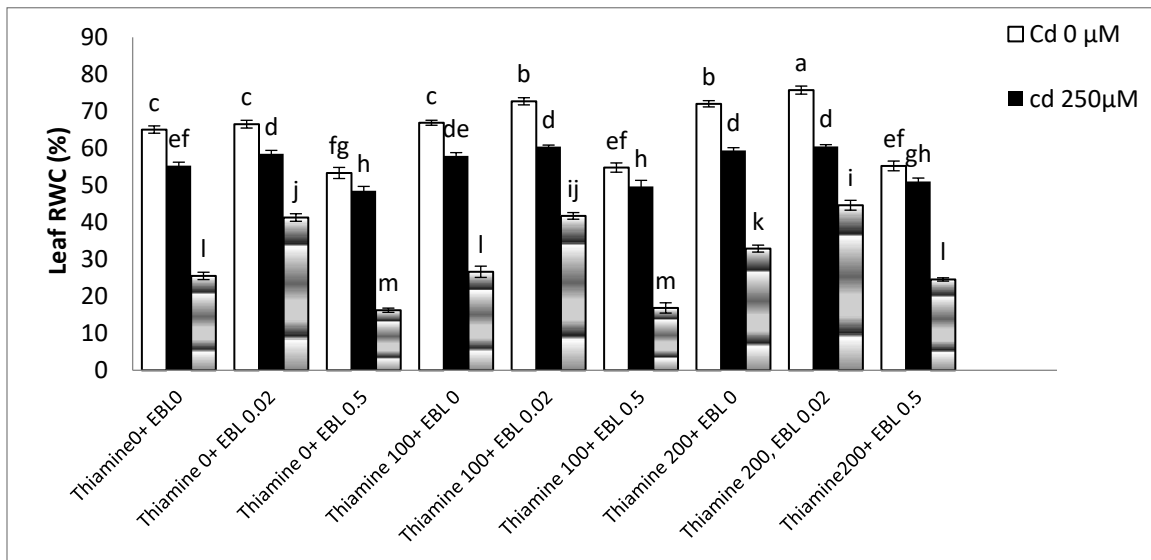 Leaf RWC (%)
90
80
70
60
50
40
30
20
10
0
c
ef
l
c
d
j
fg
h
m
c
de
l
b
d
ij
ef
h
m
b
d
k
a
d
i
ef
gh
l
Thiamine0+ EBL0
Thiamine 0+ EBL 0.02
Thiamine 0+ EBL 0.5
Thiamine 100+ EBL 0
Thiamine 100+ EBL 0.02
Thiamine 100+ EBL 0.5
Thiamine 200+ EBL 0
Thiamine 200, EBL 0.02
Thiamine200+ EBL 0.5
Cd 0 µM
cd 250µM